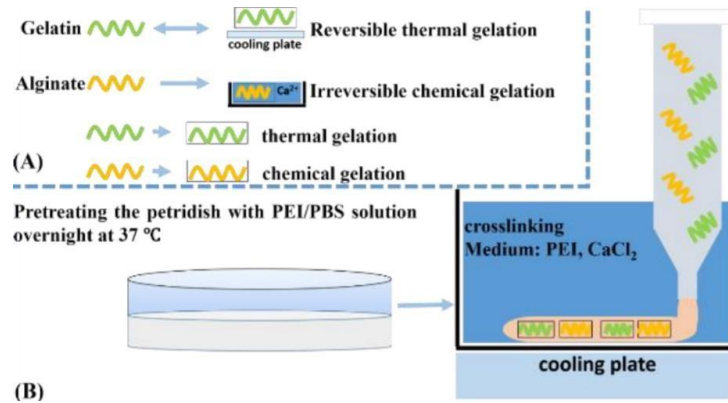 Gelatin
cooling plate
Reversible thermal gelation
Alginate
Ca²⁺
Irreversible chemical gelation
thermal gelation
(A)
chemical gelation
Pretreating the petridish with PEI/PBS solution
overnight at 37 ℃
crosslinking
Medium: PEI, CaCl₂
cooling plate
(B)